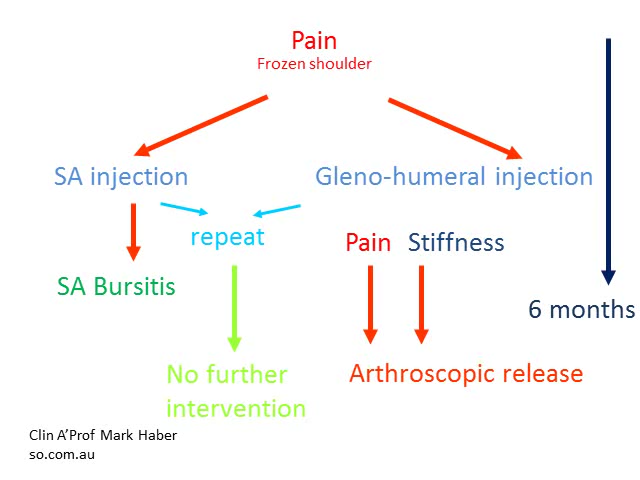 Pain
Frozen shoulder
SA injection
Gleno-humeral injection
repeat
Pain Stiffness
SA Bursitis
6 months
No further
intervention
Arthroscopic release
Clin A'Prof Mark Haber
so.com.au